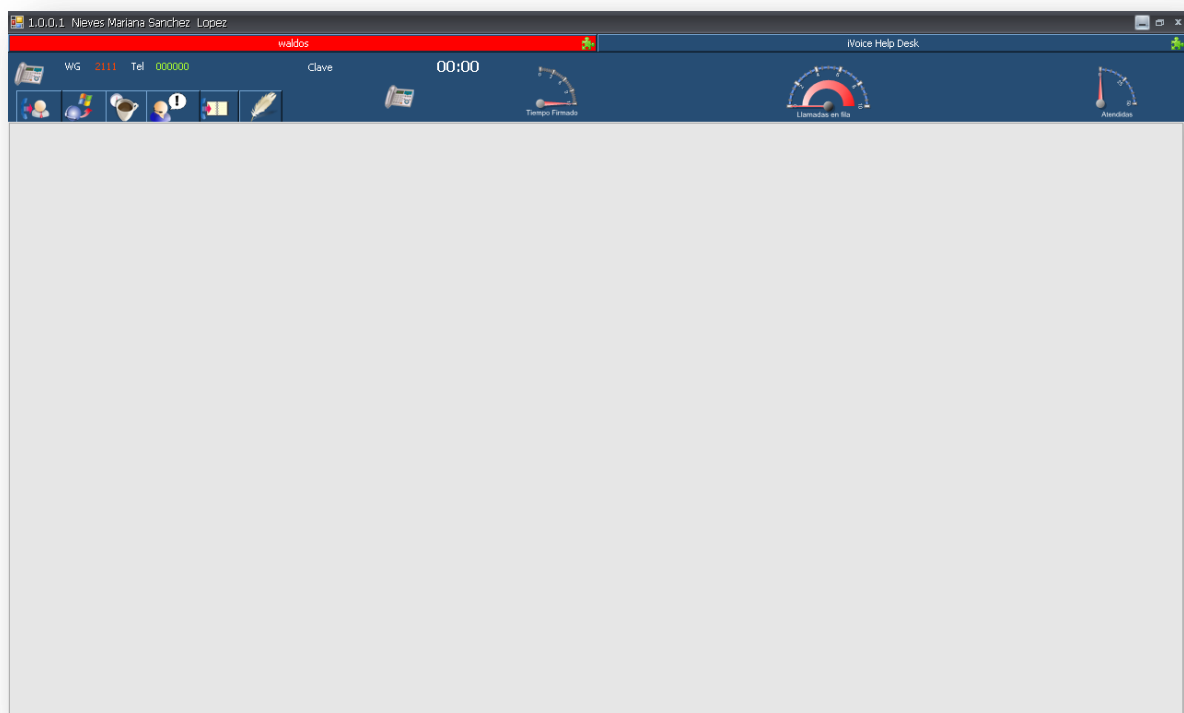 1.0.0.1 Nieves Mariana Sanchez Lopez
waldos
iVoice Help Desk
WG 2111 Tel 000000 Clave 00:00
Tiempo Firmado
Llamadas en fila
Atendidas